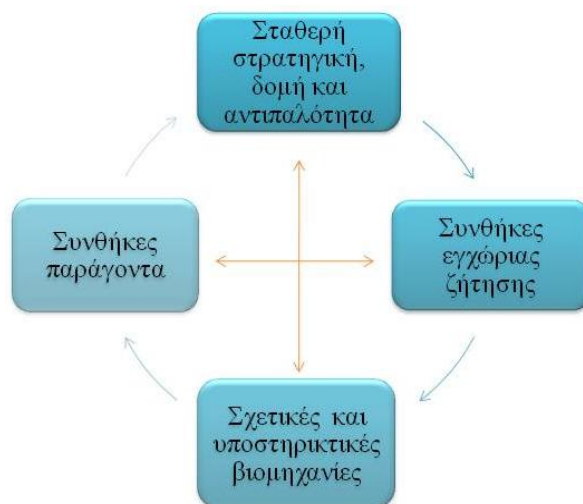 Σταθερή
στρατηγική,
δομή και
αντιπαλότητα
Συνθήκες
παράγοντα
Συνθήκες
εγχώριας
ζήτησης
Σχετικές και
υποστηρικτικές
βιομηχανίες